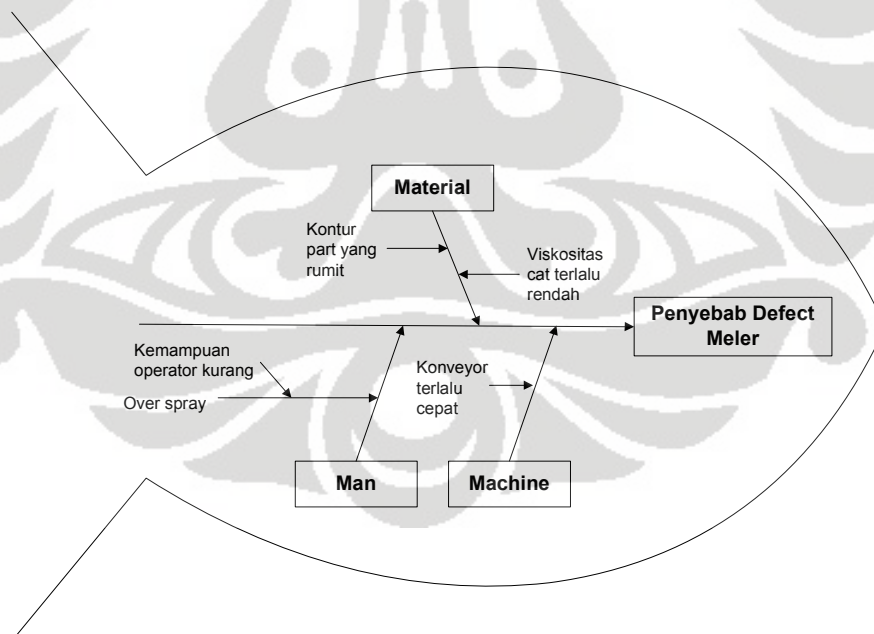 Material
Kontur
part yang
rumit
Viskositas
cat terlalu
rendah
Penyebab Defect
Meler
Kemampuan
operator kurang
Over spray
Konveyor
terlalu
cepat
Man
Machine